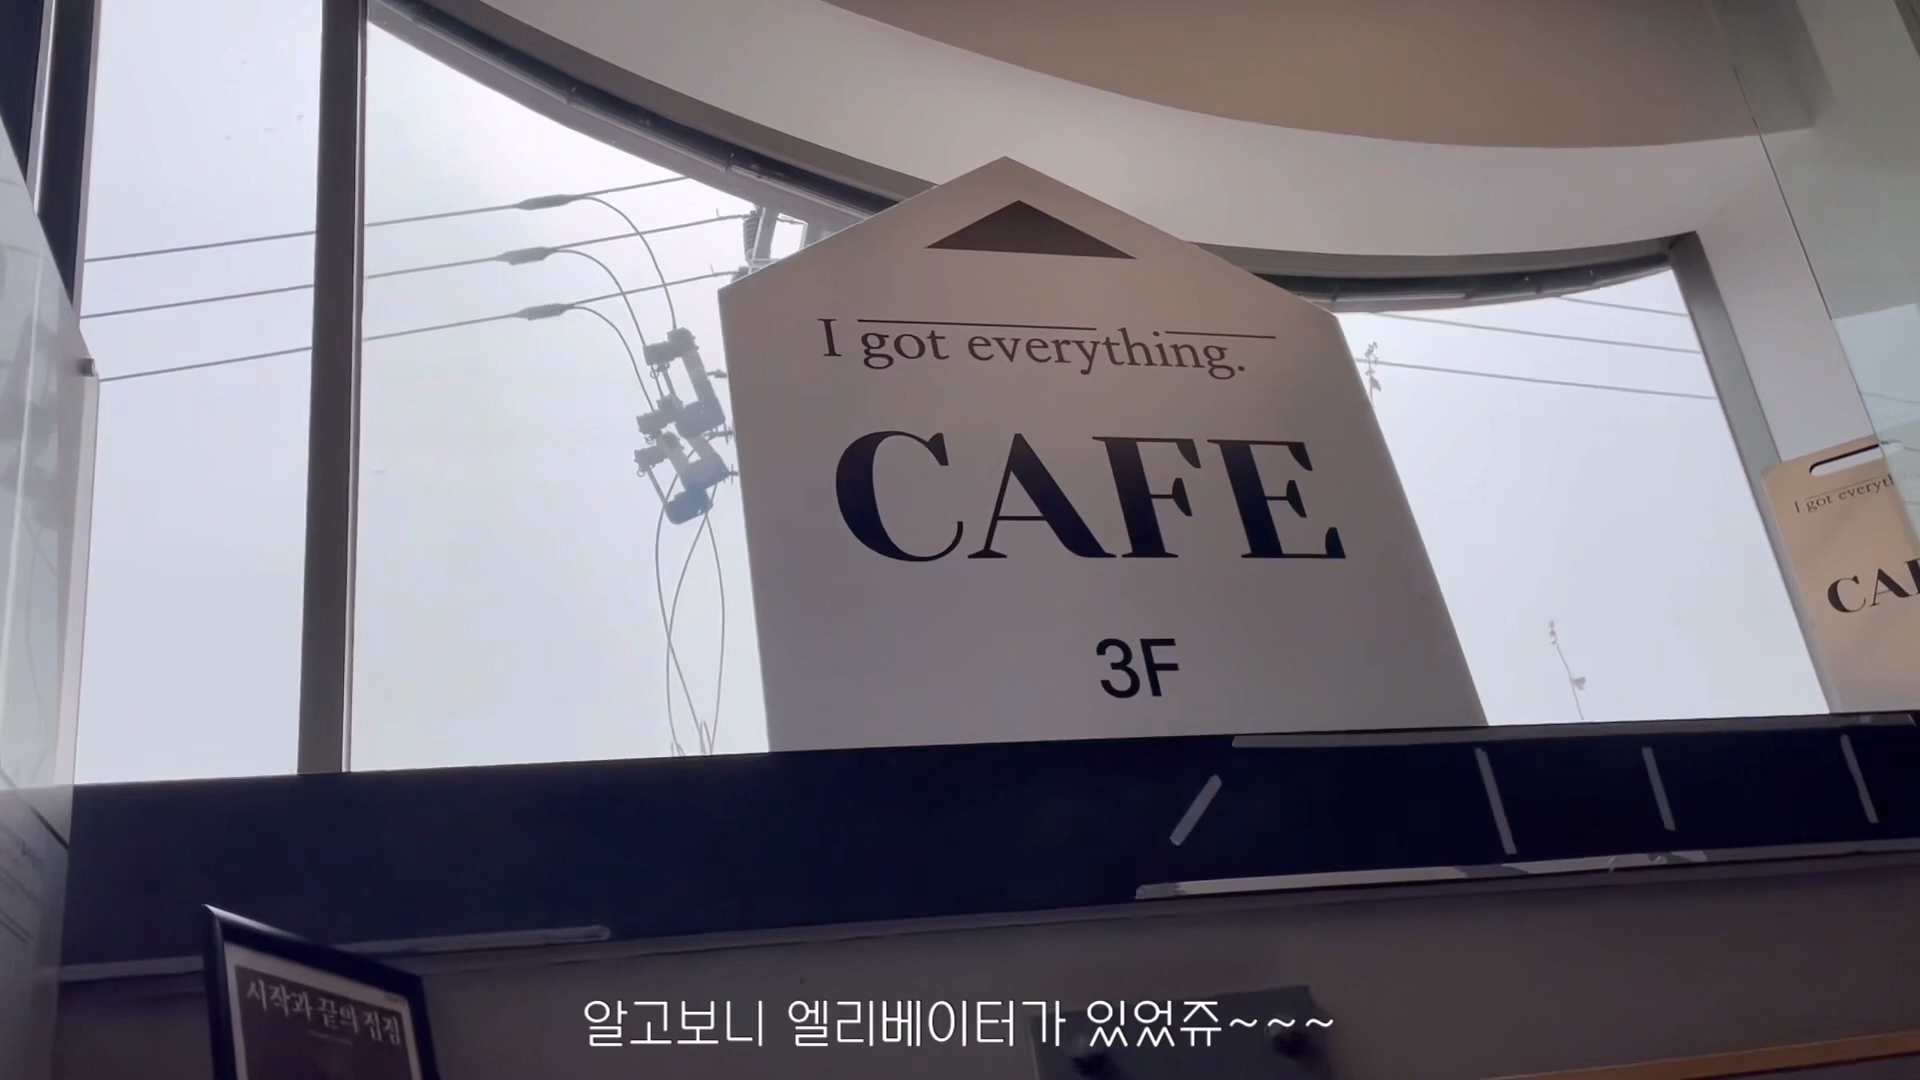 I got everything.
CAFE
3F
I got everyth
CAF
시작과 끝의 접점
알고보니 엘리베이터가 있었쥬~~~